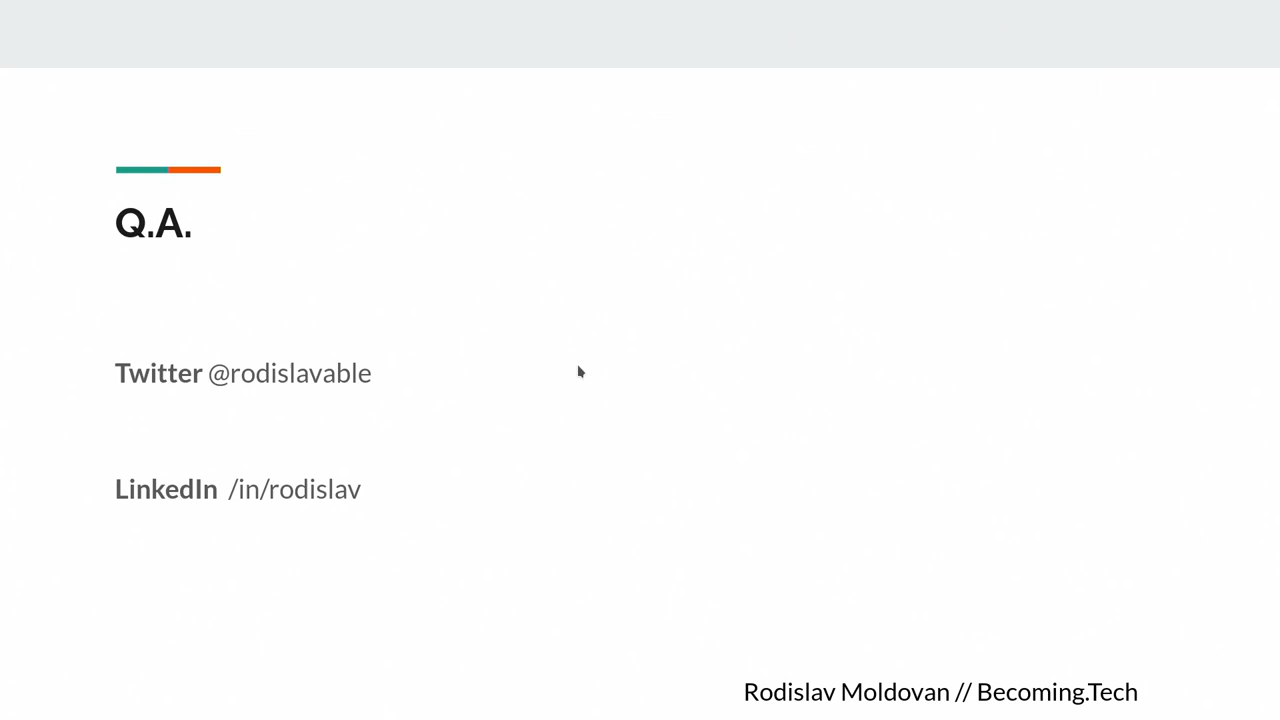 Q.A.
Twitter @rodislavable
LinkedIn /in/rodislav
Rodislav Moldovan // Becoming.Tech